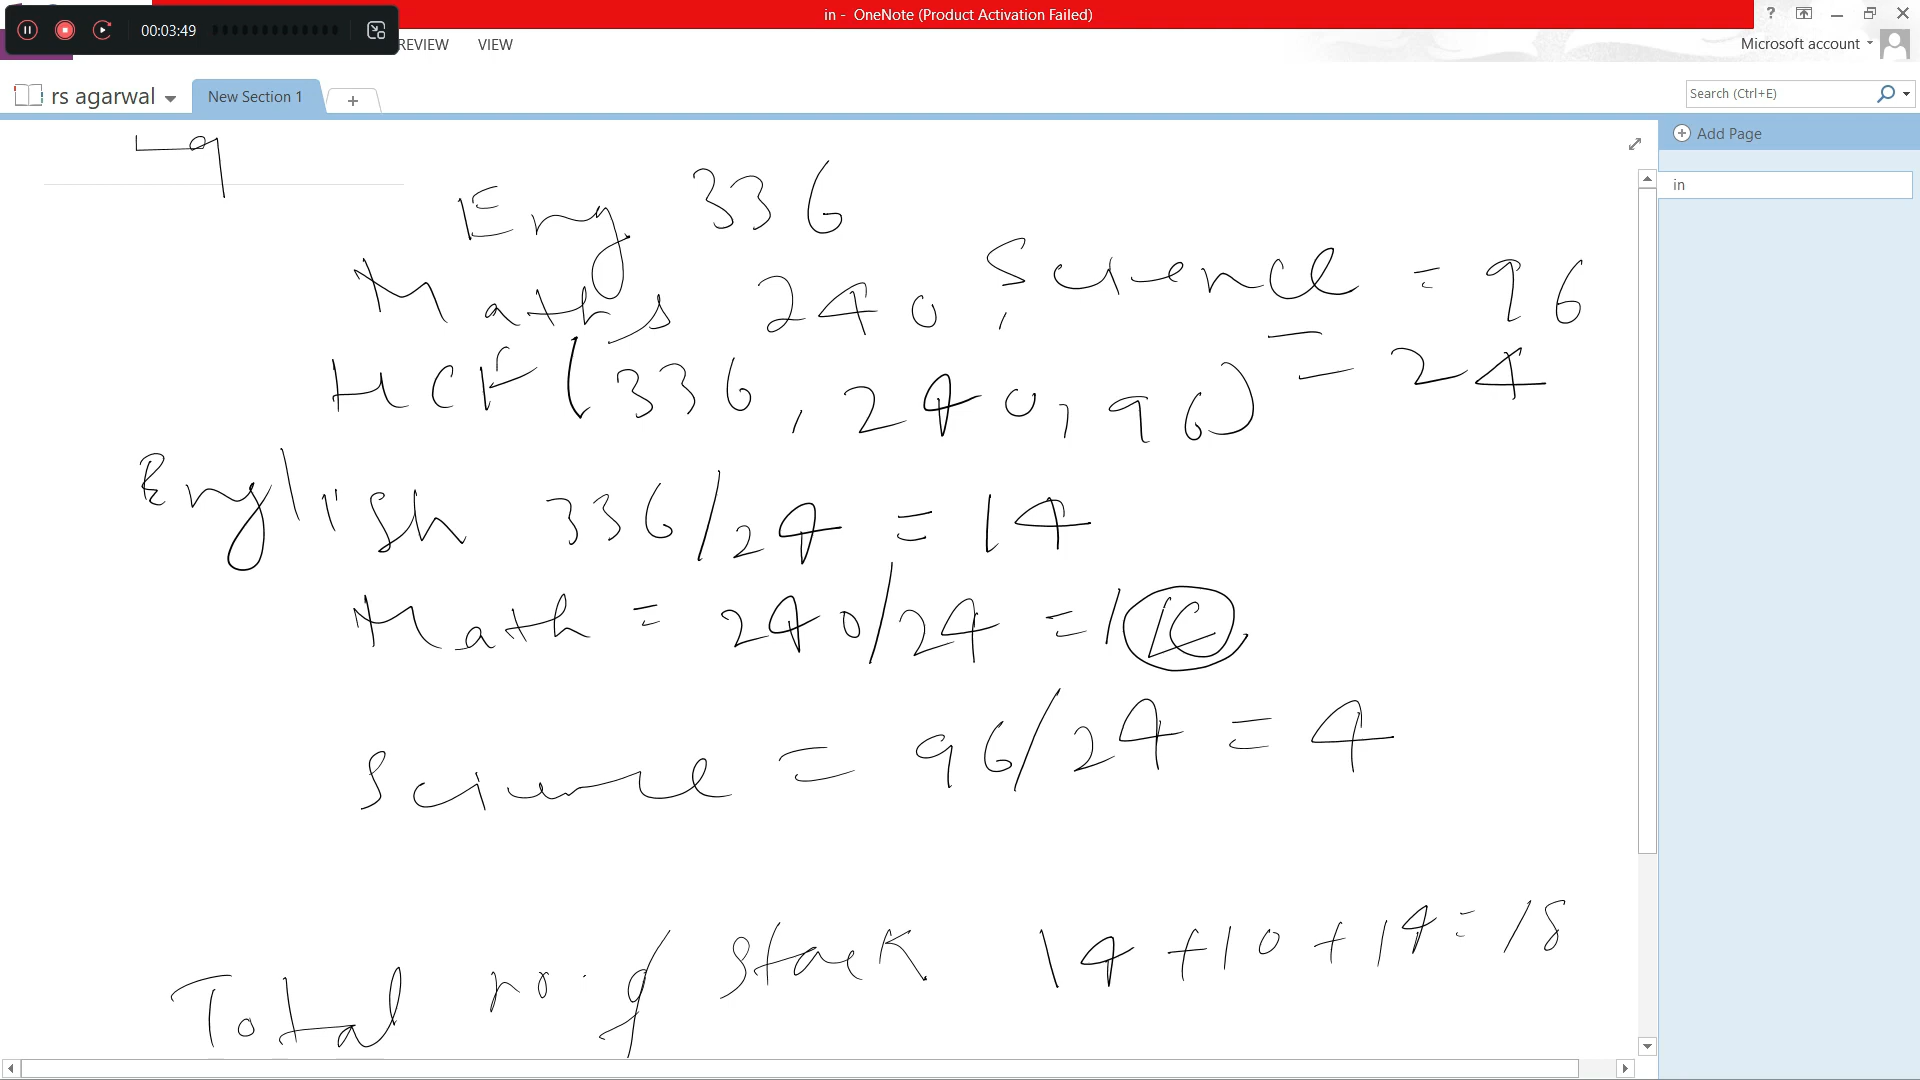 00:03:49
in - OneNote (Product Activation Failed)
REVIEW VIEW
Microsoft account
rs agarwal
New Section 1
Search (Ctrl+E)
Add Page
in
Eng 336
Maths 240, Science = 96
HCF(336, 240, 96) = 24
English 336/24 = 14
Math = 240/24 = 10
Science = 96/24 = 4
Total no. of Stack 14 + 10 + 14 = 18